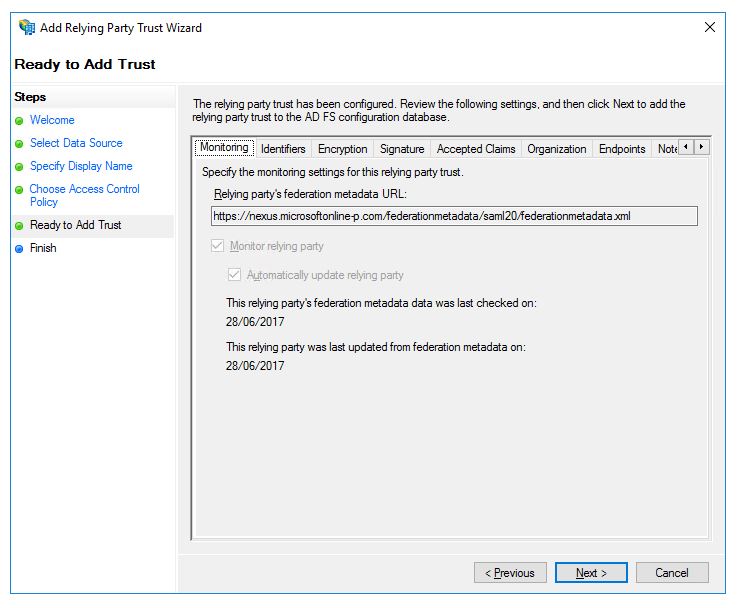 Add Relying Party Trust Wizard
Ready to Add Trust
Steps
Welcome
Select Data Source
Specify Display Name
Choose Access Control
Policy
Ready to Add Trust
Finish
The relying party trust has been configured. Review the following settings, and then click Next to add the
relying party trust to the AD FS configuration database.
Monitoring Identifiers Encryption Signature Accepted Claims Organization Endpoints Note
Specify the monitoring settings for this relying party trust.
Relying party's federation metadata URL:
https://nexus.microsoftonline-p.com/federationmetadata/saml20/federationmetadata.xml
Monitor relying party
Automatically update relying party
This relying party's federation metadata data was last checked on:
28/06/2017
This relying party was last updated from federation metadata on:
28/06/2017
< Previous Next > Cancel